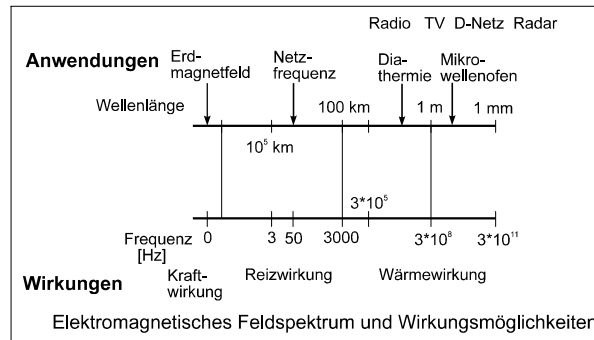 Radio TV D-Netz Radar
Anwendungen
Erd-
magnetfeld
Netz-
frequenz
Dia-
thermie
Mikro-
wellenofen
Wellenlänge
100 km
1 m
1 mm
10⁵ km
3*10⁵
Frequenz
[Hz]
0
3
50
3000
3*10⁸
3*10¹¹
Wirkungen
Kraft-
wirkung
Reizwirkung
Wärmewirkung
Elektromagnetisches Feldspektrum und Wirkungsmöglichkeiten